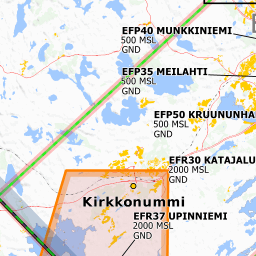 EFP40 MUNKKINIEMI
500 MSL
GND
EFP35 MEILAHTI
500 MSL
GND
EFP50 KRUUNUNHA
500 MSL
GND
EFR30 KATAJALU
2000 MSL
GND
Kirkkonummi
EFR37 UPINNIEMI
2000 MSL
GND